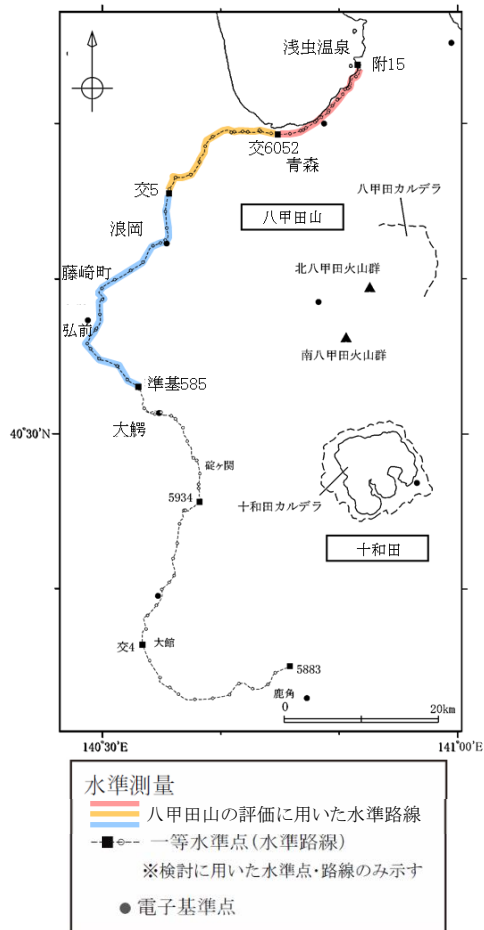 浅虫温泉
附15
交6052
青森
八甲田カルデラ
交5
八甲田山
浪岡
北八甲田火山群
藤崎町
弘前
南八甲田火山群
準基585
大鰐
40°30'N
碇ヶ関
5934
十和田カルデラ
十和田
交4
大館
5883
鹿角
0
20km
140°30'E
141°00'E
水準測量
八甲田山の評価に用いた水準路線
一等水準点(水準路線)
※検討に用いた水準点・路線のみ示す
電子基準点